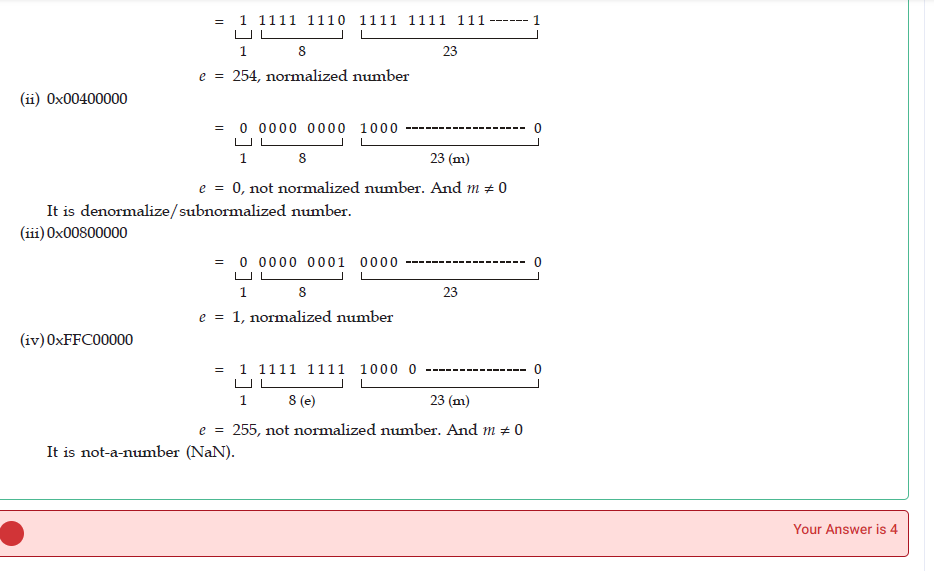 = 1 1111 1110 1111 1111 111 ------ 1
1 8 23
e = 254, normalized number
(ii) 0x00400000
= 0 0000 0000 1000 ------------------- 0
1 8 23 (m)
e = 0, not normalized number. And m ≠ 0
It is denormalize/subnormalized number.
(iii) 0x00800000
= 0 0000 0001 0000 ------------------- 0
1 8 23
e = 1, normalized number
(iv) 0xFFC00000
= 1 1111 1111 1000 0 ---------------- 0
1 8 (e) 23 (m)
e = 255, not normalized number. And m ≠ 0
It is not-a-number (NaN).
Your Answer is 4